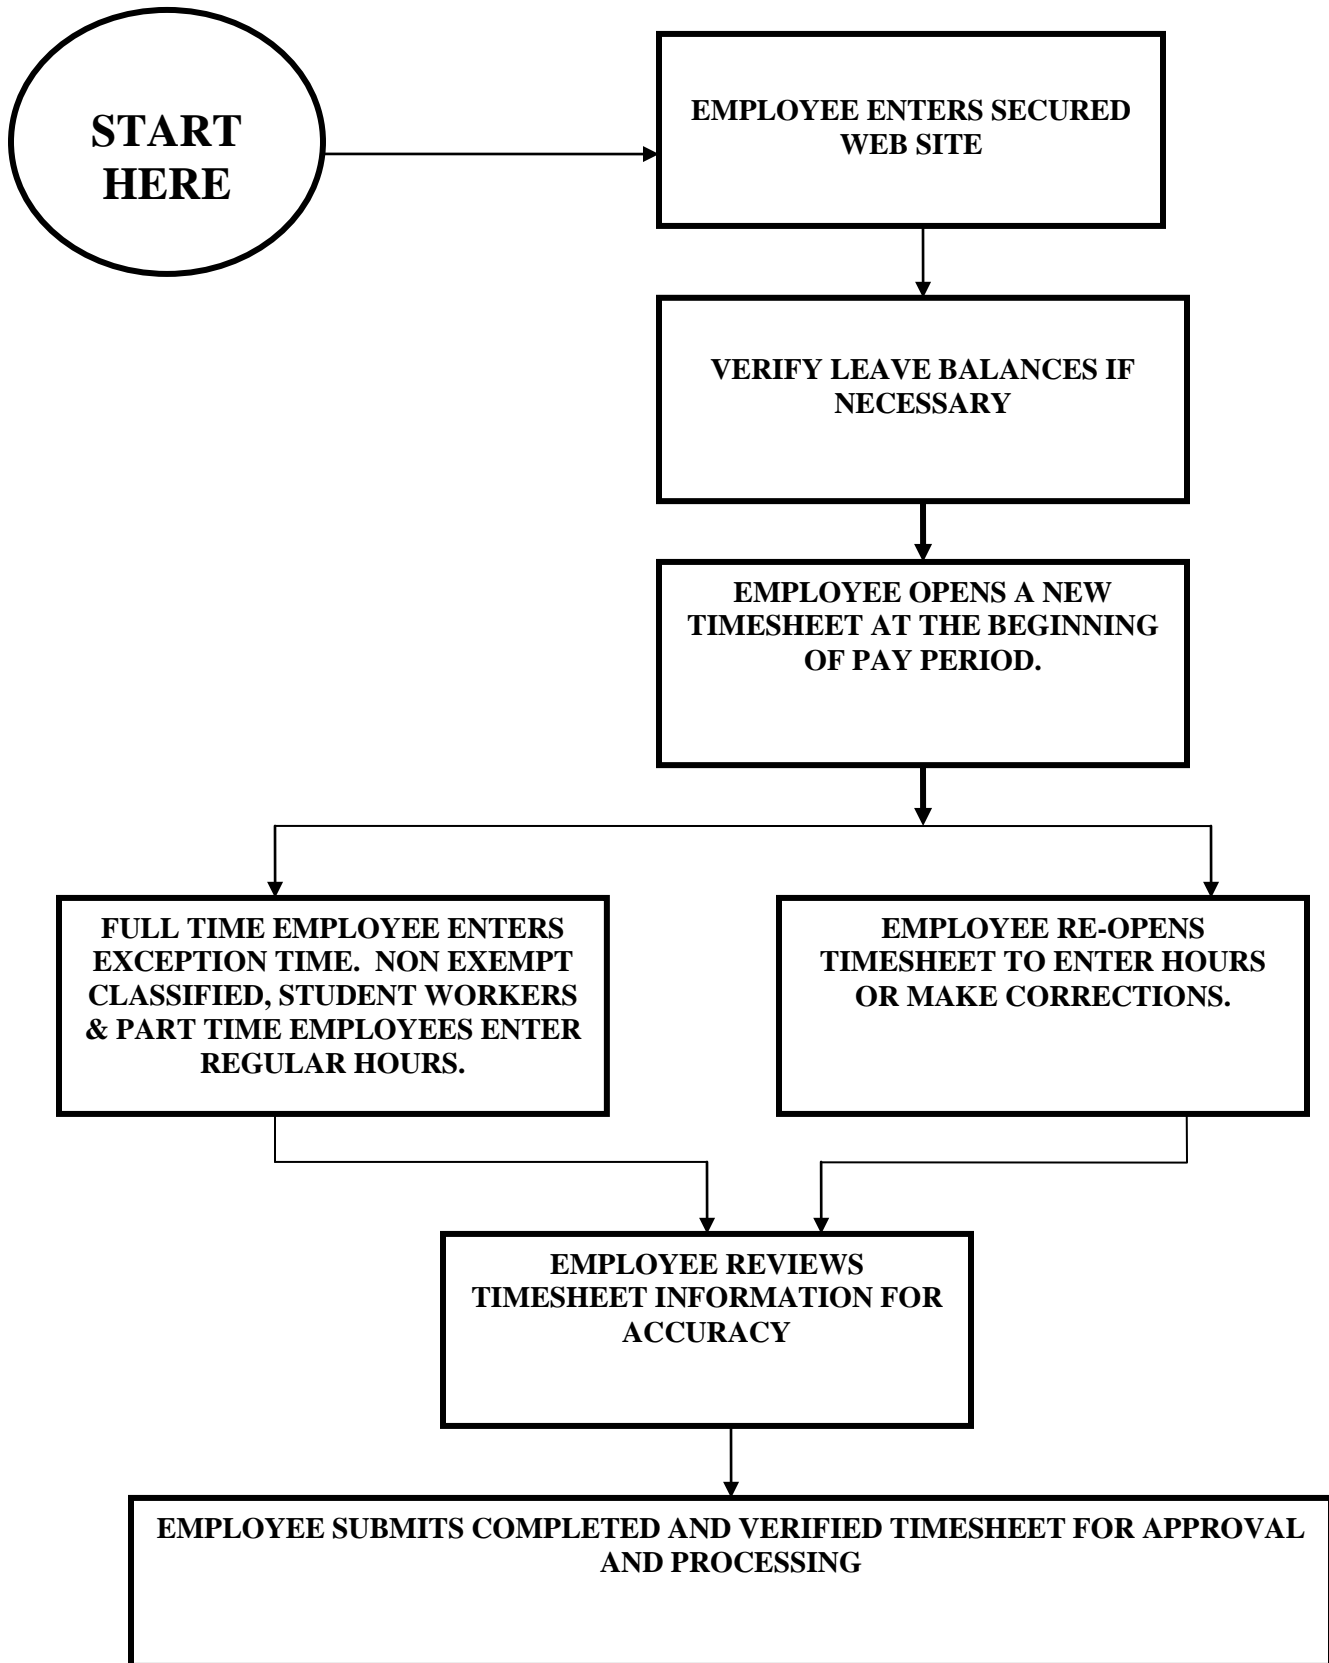 START
HERE
EMPLOYEE ENTERS SECURED
WEB SITE
VERIFY LEAVE BALANCES IF
NECESSARY
EMPLOYEE OPENS A NEW
TIMESHEET AT THE BEGINNING
OF PAY PERIOD.
FULL TIME EMPLOYEE ENTERS
EXCEPTION TIME.  NON EXEMPT
CLASSIFIED, STUDENT WORKERS
& PART TIME EMPLOYEES ENTER
REGULAR HOURS.
EMPLOYEE RE-OPENS
TIMESHEET TO ENTER HOURS
OR MAKE CORRECTIONS.
EMPLOYEE REVIEWS
TIMESHEET INFORMATION FOR
ACCURACY
EMPLOYEE SUBMITS COMPLETED AND VERIFIED TIMESHEET FOR APPROVAL
AND PROCESSING